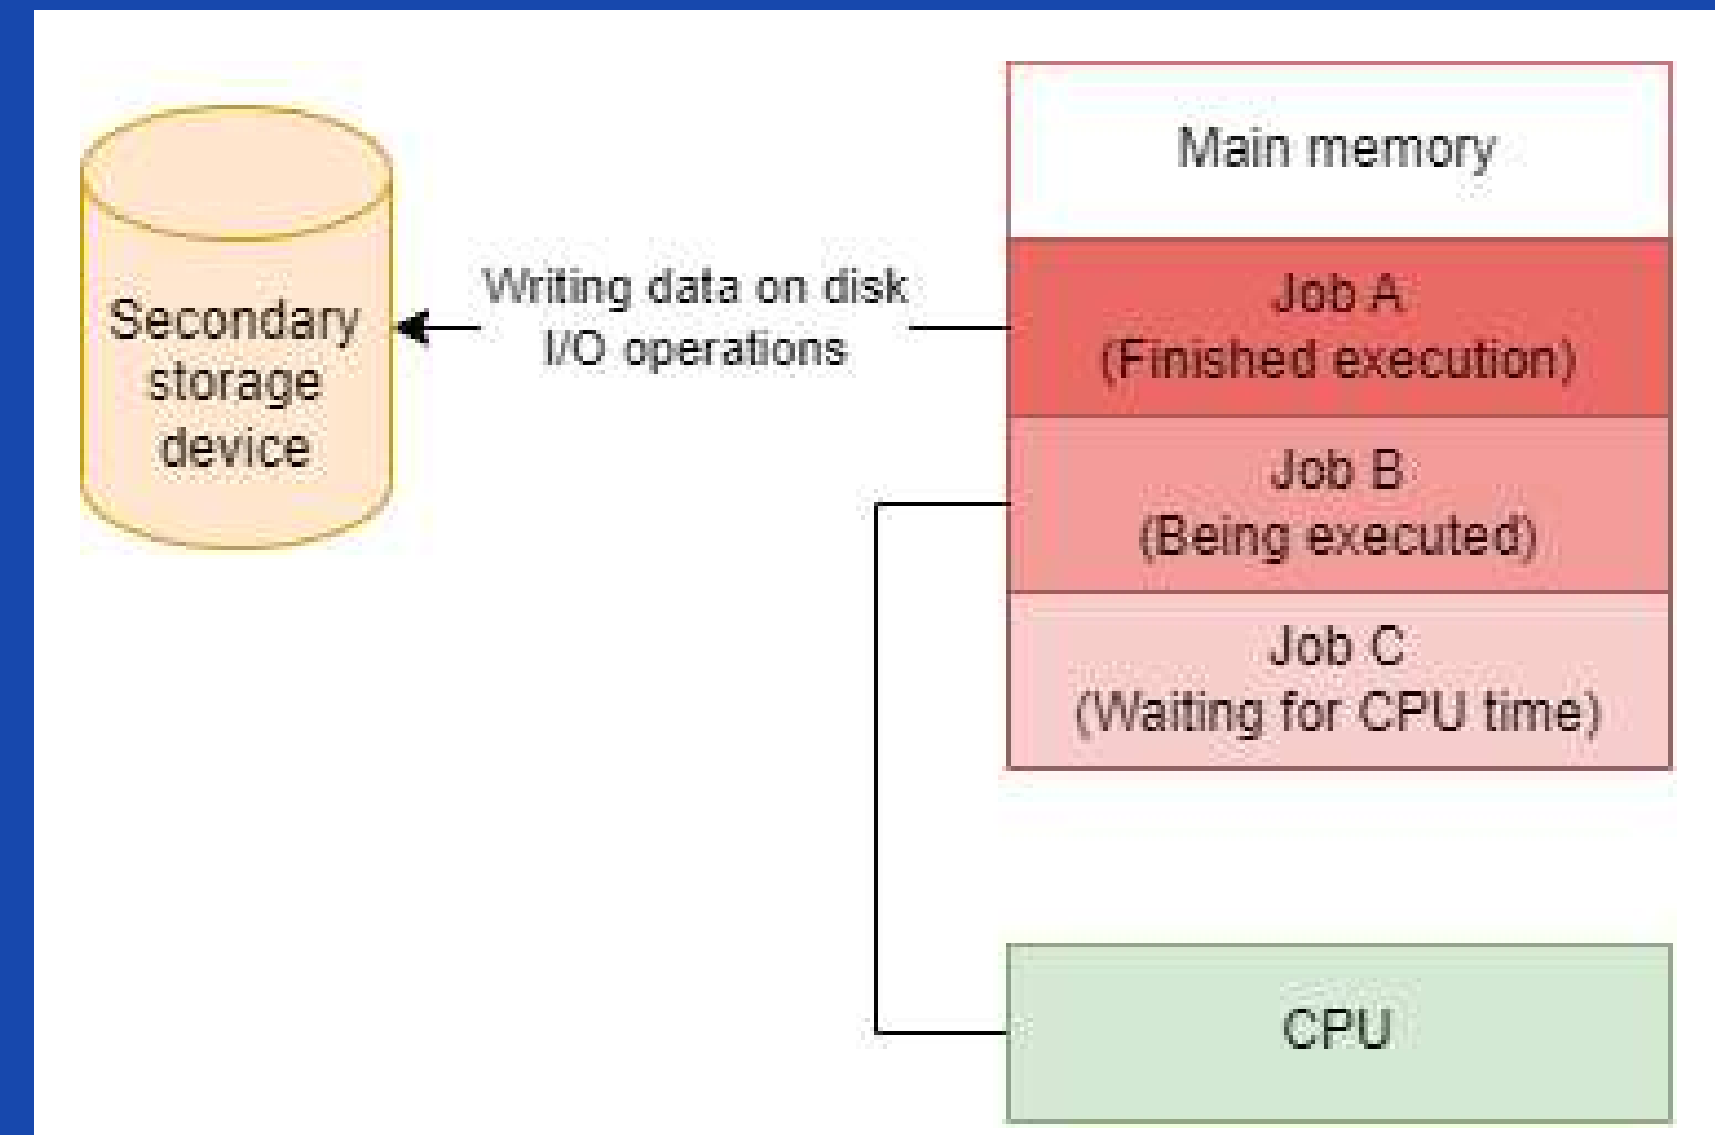 Main memory
Job A
(Finished execution)
Writing data on disk
I/O operations
Secondary
storage
device
Job B
(Being executed)
Job C
(Waiting for CPU time)
CPU